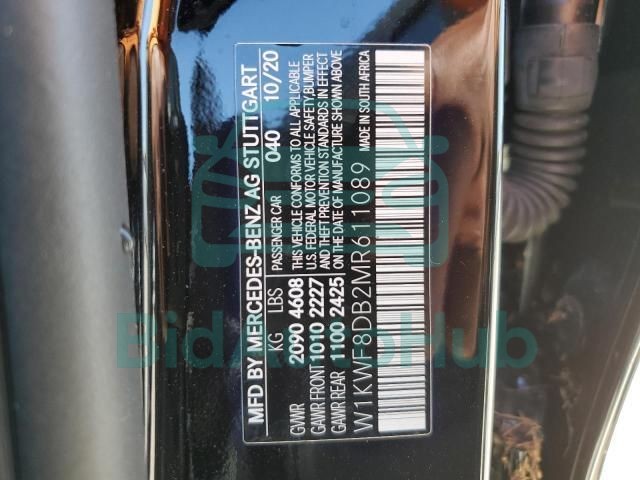 MFD BY MERCEDES-BENZ AG STUTTGART
KG LBS PASSENGER CAR 040 10/20
GVWR 2090 4608 THIS VEHICLE CONFORMS TO ALL APPLICABLE
GAWR FRONT 1010 2227 U.S. FEDERAL MOTOR VEHICLE SAFETY, BUMPER
GAWR REAR 1100 2425 AND THEFT PREVENTION STANDARDS IN EFFECT
ON THE DATE OF MANUFACTURE SHOWN ABOVE
W1KWF8DB2MR611089 MADE IN SOUTH AFRICA
BidAutoHub